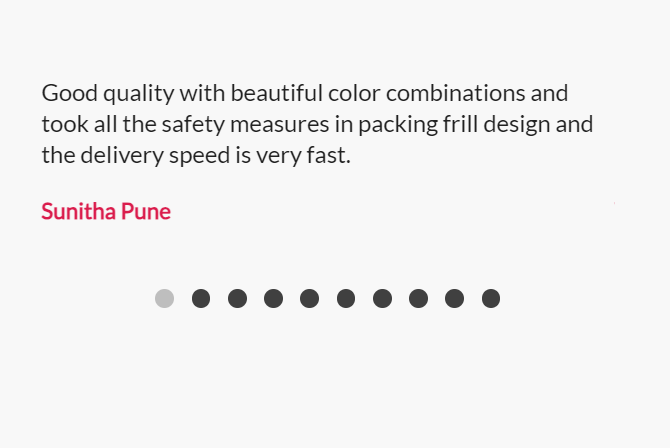 Good quality with beautiful color combinations and
took all the safety measures in packing frill design and
the delivery speed is very fast.
Sunitha Pune